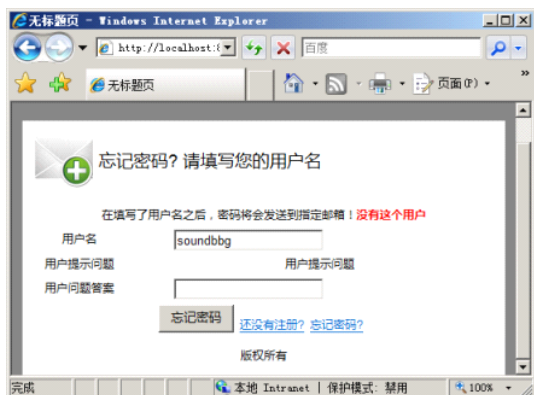 无标题页 - Windows Internet Explorer
http://localhost:
百度
无标题页
页面(P)
»
忘记密码? 请填写您的用户名
在填写了用户名之后，密码将会发送到指定邮箱！没有这个用户
用户名 soundbbg
用户提示问题 用户提示问题
用户问题答案
忘记密码 还没有注册? 忘记密码?
版权所有
完成 本地 Intranet | 保护模式: 禁用 100%